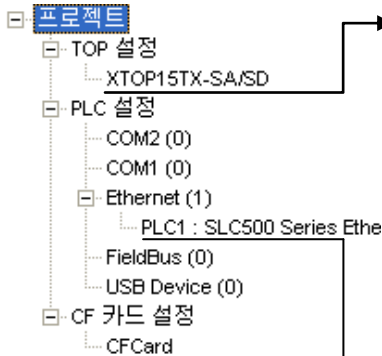 프로젝트
TOP 설정
XTOP15TX-SA/SD
PLC 설정
COM2 (0)
COM1 (0)
Ethernet (1)
PLC1 : SLC500 Series Ethe
FieldBus (0)
USB Device (0)
CF 카드 설정
CFCard